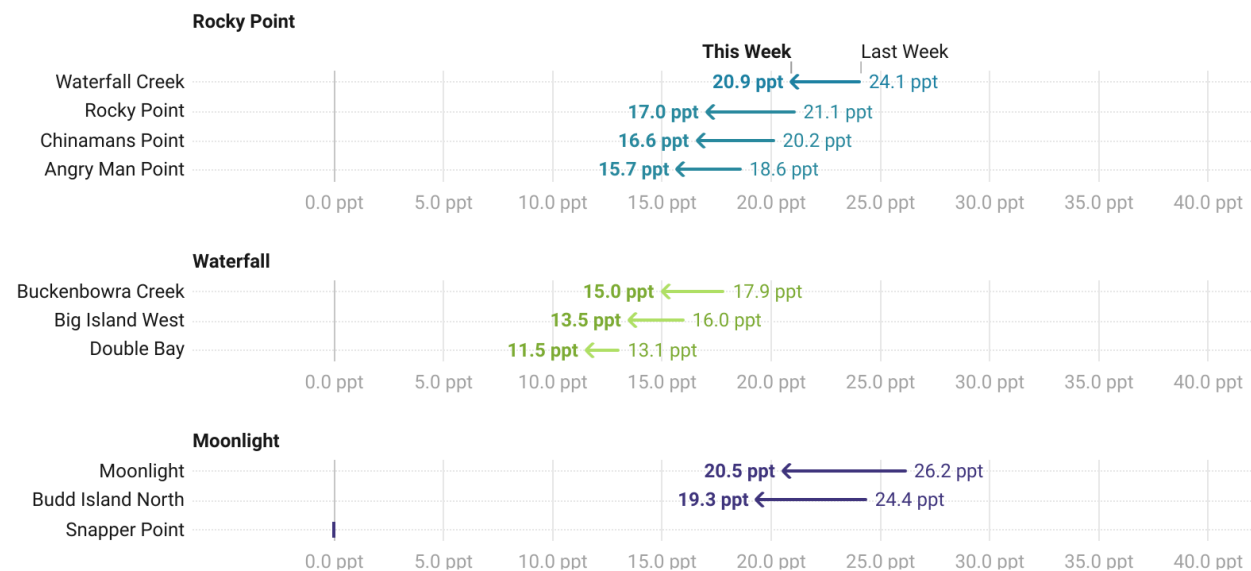 Rocky Point
This Week Last Week
Waterfall Creek 20.9 ppt 24.1 ppt
Rocky Point 17.0 ppt 21.1 ppt
Chinamans Point 16.6 ppt 20.2 ppt
Angry Man Point 15.7 ppt 18.6 ppt
0.0 ppt 5.0 ppt 10.0 ppt 15.0 ppt 20.0 ppt 25.0 ppt 30.0 ppt 35.0 ppt 40.0 ppt
Waterfall
Buckenbowra Creek 15.0 ppt 17.9 ppt
Big Island West 13.5 ppt 16.0 ppt
Double Bay 11.5 ppt 13.1 ppt
0.0 ppt 5.0 ppt 10.0 ppt 15.0 ppt 20.0 ppt 25.0 ppt 30.0 ppt 35.0 ppt 40.0 ppt
Moonlight
Moonlight 20.5 ppt 26.2 ppt
Budd Island North 19.3 ppt 24.4 ppt
Snapper Point
0.0 ppt 5.0 ppt 10.0 ppt 15.0 ppt 20.0 ppt 25.0 ppt 30.0 ppt 35.0 ppt 40.0 ppt